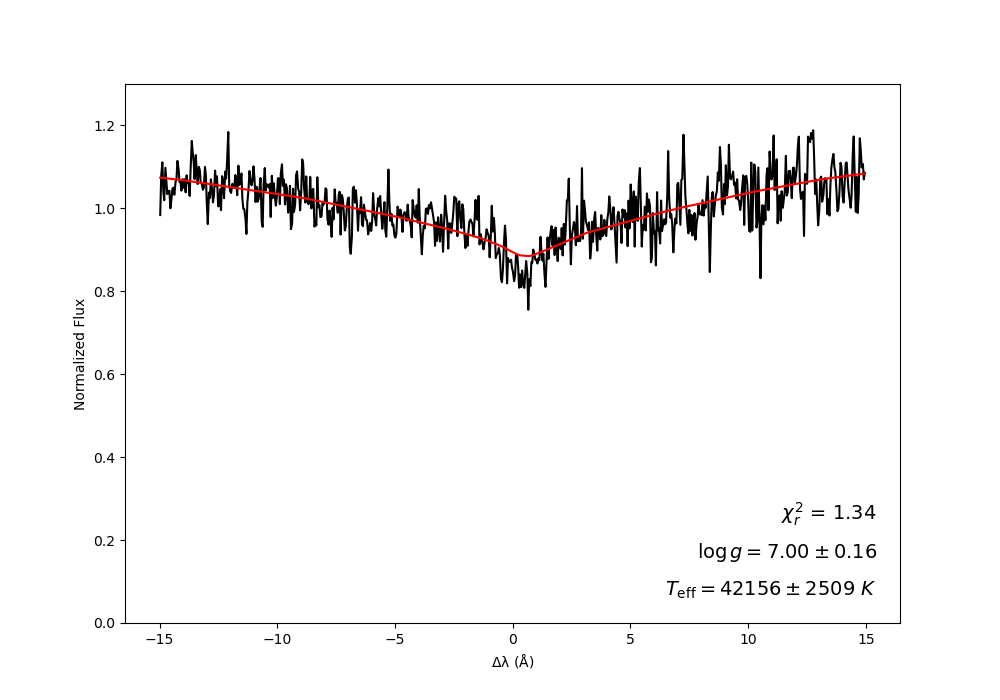 1.2
1.0
0.8
0.6
0.4
0.2
0.0
Normalized Flux
χ²ᵣ = 1.34
log g = 7.00 ± 0.16
T_eff = 42156 ± 2509 K
−15 −10 −5 0 5 10 15
Δλ (Å)